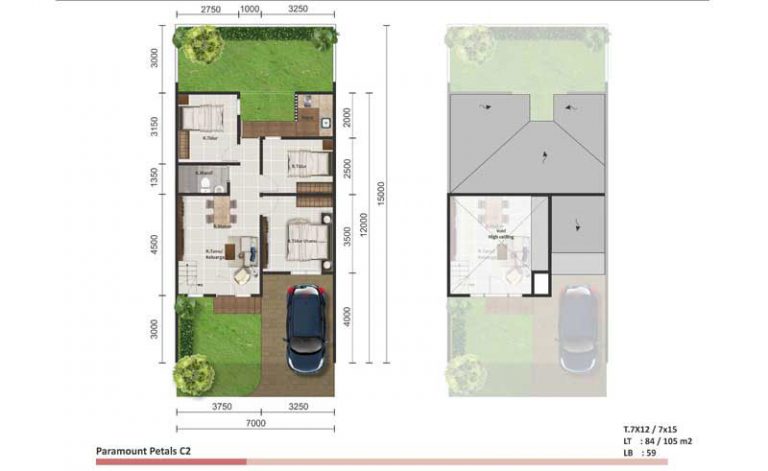 2750 1000 3250
3000
3150
1350
4500
3000
2000
2500
3500
4000
12000
15000
R.Tidur
R.Tidur
R.Mandi
R.Makan
R.Tamu/
Keluarga
R.Tidur Utama
void
High ceilling
R.Tamu/
Keluarga
3750 3250
7000
T.7X12 / 7x15
LT : 84 / 105 m2
LB : 59
Paramount Petals C2